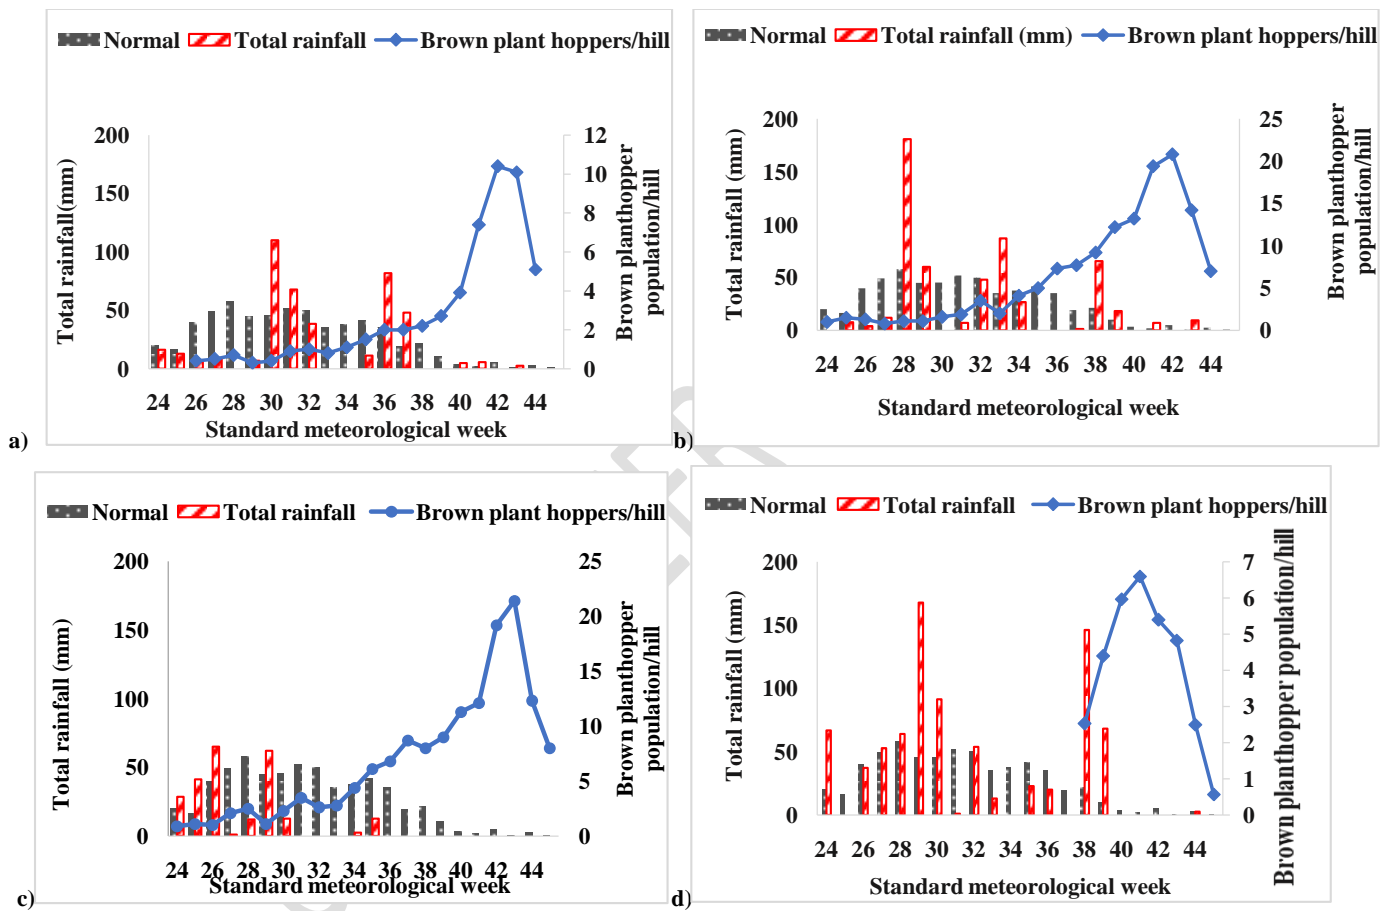 Normal Total rainfall Brown plant hoppers/hill
200
150
100
50
0
12
10
8
6
4
2
0
Total rainfall(mm)
Brown planthopper
population/hill
24 26 28 30 32 34 36 38 40 42 44
Standard meteorological week
a)
Normal Total rainfall (mm) Brown plant hoppers/hill
200
150
100
50
0
25
20
15
10
5
0
Total rainfall (mm)
Brown planthopper
population/hill
24 26 28 30 32 34 36 38 40 42 44
Standard meteorological week
b)
Normal Total rainfall Brown plant hoppers/hill
200
150
100
50
0
25
20
15
10
5
0
Total rainfall (mm)
Brown planthopper
population/hill
24 26 28 30 32 34 36 38 40 42 44
Standard meteorological week
c)
Normal Total rainfall Brown plant hoppers/hill
200
150
100
50
0
7
6
5
4
3
2
1
0
Total rainfall (mm)
Brown planthopper population/hill
24 26 28 30 32 34 36 38 40 42 44
Standard meteorological week
d)